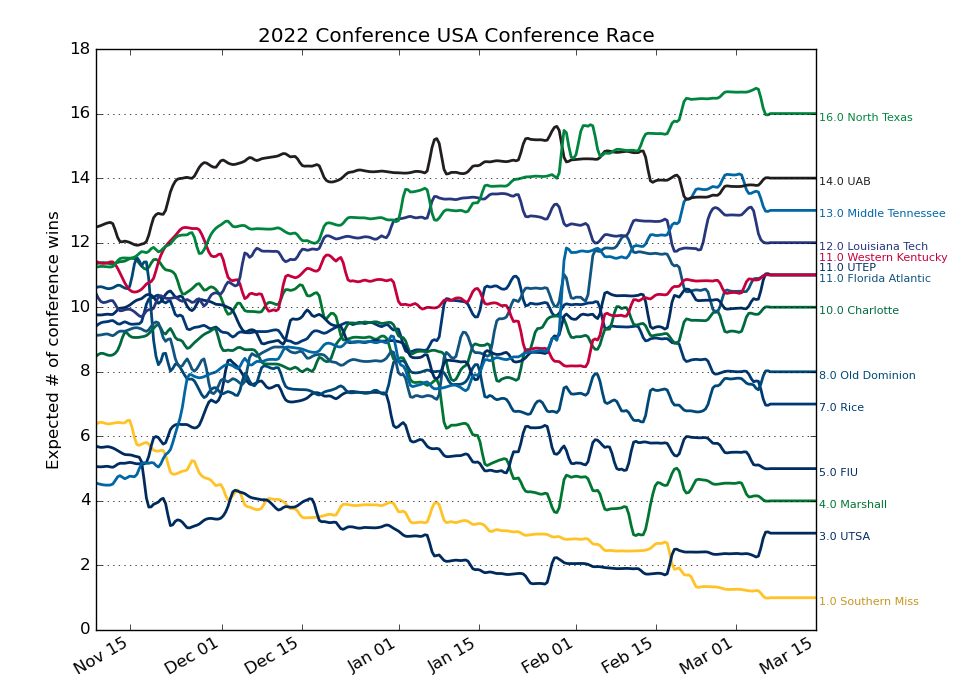 2022 Conference USA Conference Race
Expected # of conference wins
18
16
14
12
10
8
6
4
2
0
Nov 15
Dec 01
Dec 15
Jan 01
Jan 15
Feb 01
Feb 15
Mar 01
Mar 15
16.0 North Texas
14.0 UAB
13.0 Middle Tennessee
12.0 Louisiana Tech
11.0 Western Kentucky
11.0 UTEP
11.0 Florida Atlantic
10.0 Charlotte
8.0 Old Dominion
7.0 Rice
5.0 FIU
4.0 Marshall
3.0 UTSA
1.0 Southern Miss